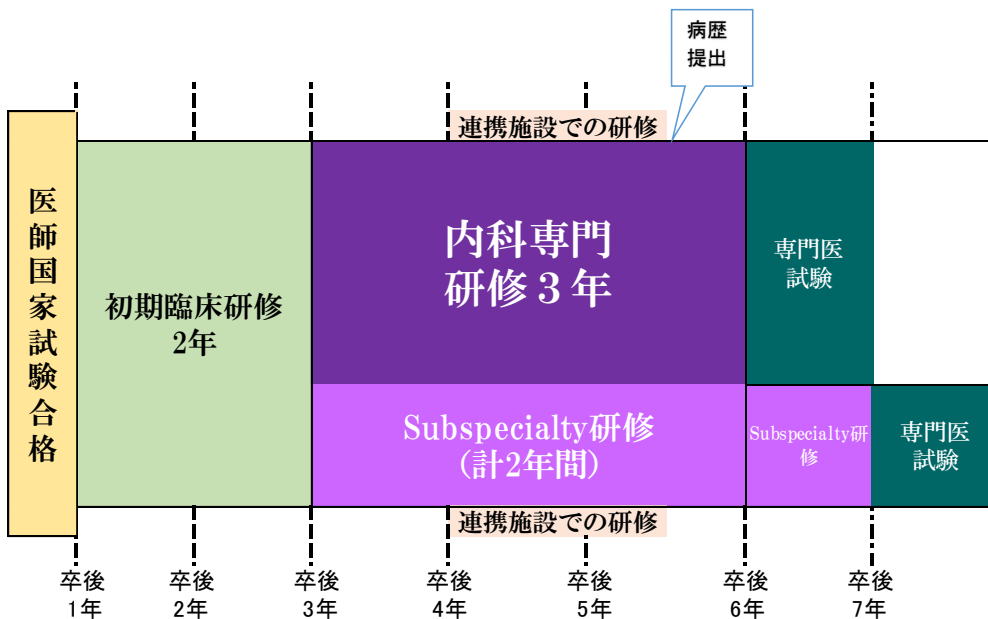 病歴
提出
連携施設での研修
医師国家試験合格
初期臨床研修
2年
内科専門
研修３年
専門医
試験
Subspecialty研修
(計2年間)
Subspecialty研
修
専門医
試験
連携施設での研修
卒後
1年
卒後
2年
卒後
3年
卒後
4年
卒後
5年
卒後
6年
卒後
7年